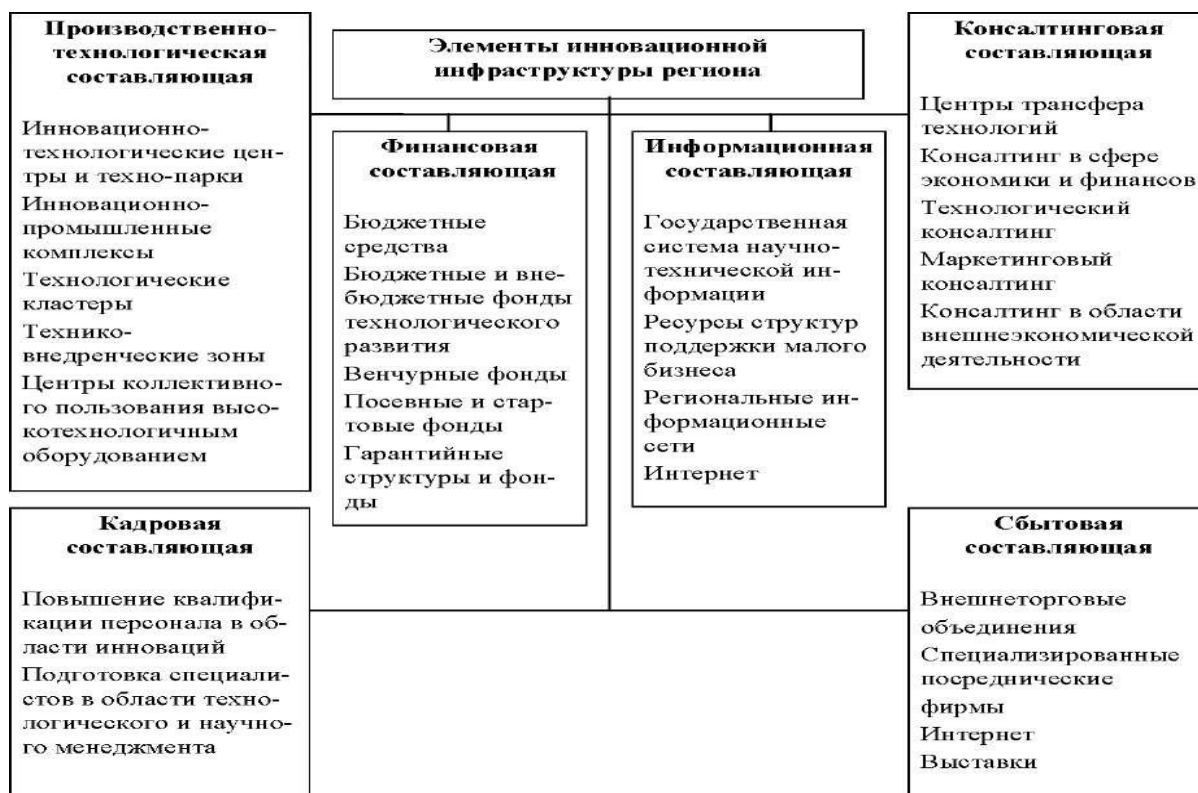 Элементы инновационной
инфраструктуры региона
Производственно-
технологическая
составляющая
Инновационно-
технологические цен-
тры и техно-парки
Инновационно-
промышленные
комплексы
Технологические
кластеры
Технико-
внедренческие зоны
Центры коллективно-
го пользования высо-
котехнологичным
оборудованием
Финансовая
составляющая
Бюджетные
средства
Бюджетные и вне-
бюджетные фонды
технологического
развития
Венчурные фонды
Посевные и стар-
товые фонды
Гарантийные
структуры и фон-
ды
Информационная
составляющая
Государственная
система научно-
технической ин-
формации
Ресурсы структур
поддержки малого
бизнеса
Региональные ин-
формационные
сети
Интернет
Консалтинговая
составляющая
Центры трансфера
технологий
Консалтинг в сфере
экономики и финансов
Технологический
консалтинг
Маркетинговый
консалтинг
Консалтинг в области
внешнеэкономической
деятельности
Кадровая
составляющая
Повышение квалифи-
кации персонала в об-
ласти инноваций
Подготовка специали-
стов в области техно-
логического и научно-
го менеджмента
Сбытовая
составляющая
Внешнеторговые
объединения
Специализированные
посреднические
фирмы
Интернет
Выставки